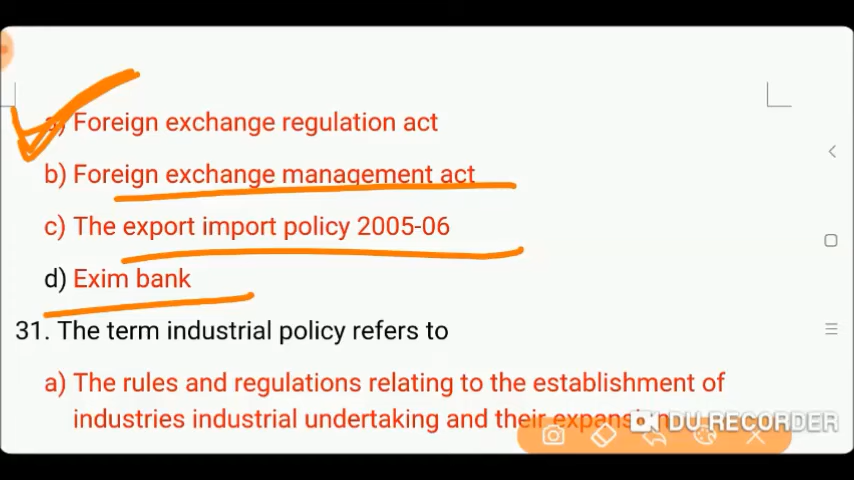 a) Foreign exchange regulation act
b) Foreign exchange management act
c) The export import policy 2005-06
d) Exim bank
31. The term industrial policy refers to
a) The rules and regulations relating to the establishment of
industries industrial undertaking and their expansion
DU RECORDER